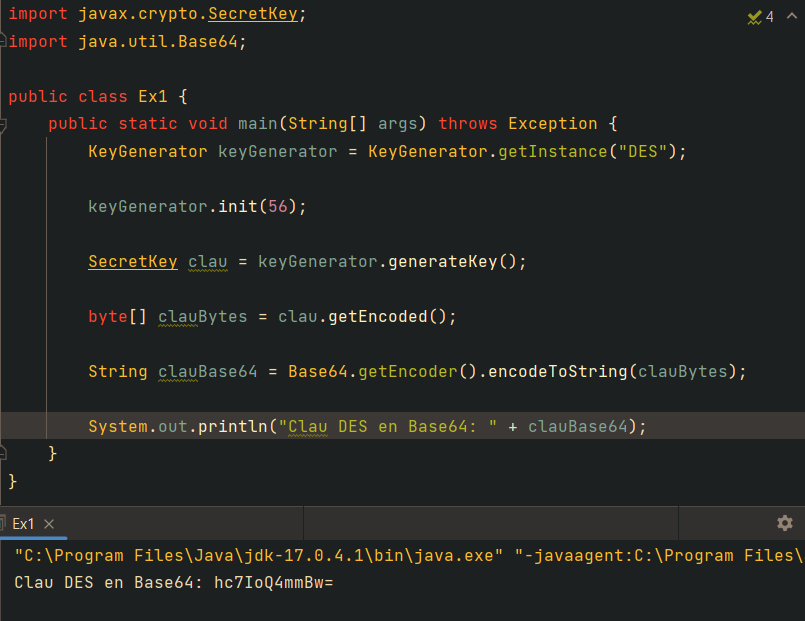 import javax.crypto.SecretKey;
4
import java.util.Base64;
public class Ex1 {
public static void main(String[] args) throws Exception {
KeyGenerator keyGenerator = KeyGenerator.getInstance("DES");
keyGenerator.init(56);
SecretKey clau = keyGenerator.generateKey();
byte[] clauBytes = clau.getEncoded();
String clauBase64 = Base64.getEncoder().encodeToString(clauBytes);
System.out.println("Clau DES en Base64: " + clauBase64);
}
}
Ex1
"C:\Program Files\Java\jdk-17.0.4.1\bin\java.exe" "-javaagent:C:\Program Files\
Clau DES en Base64: hc7IoQ4mmBw=